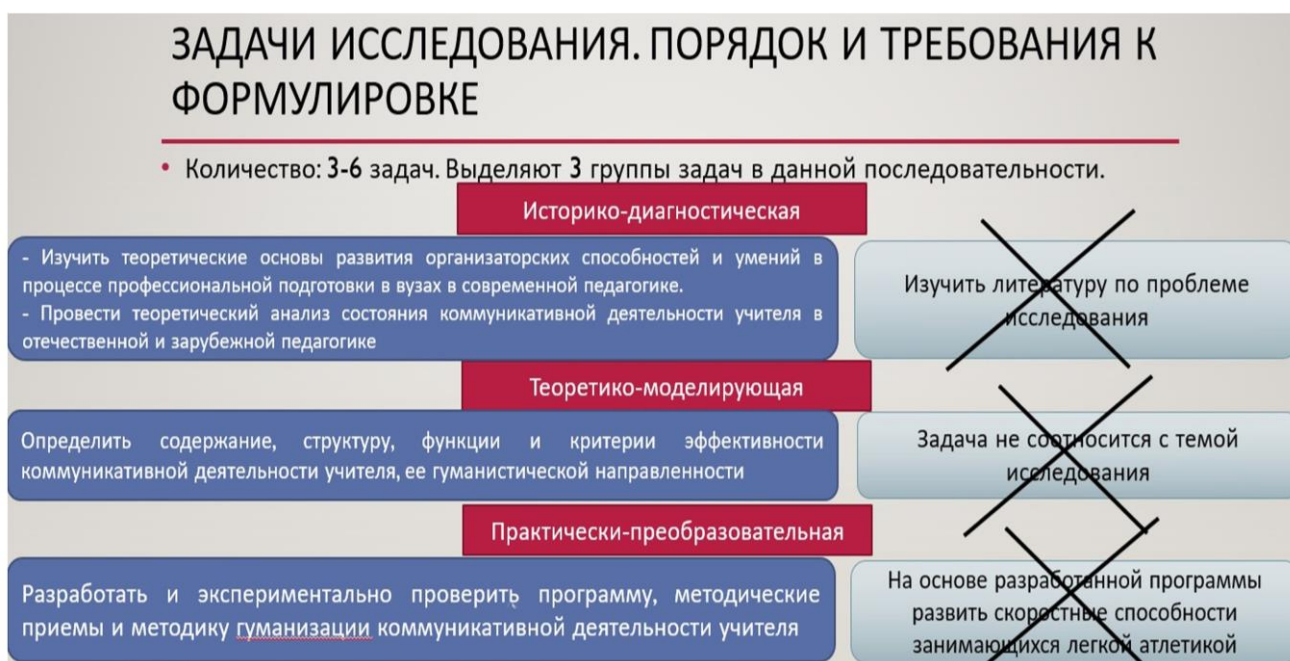 ЗАДАЧИ ИССЛЕДОВАНИЯ. ПОРЯДОК И ТРЕБОВАНИЯ К
ФОРМУЛИРОВКЕ
• Количество: 3-6 задач. Выделяют 3 группы задач в данной последовательности.
Историко-диагностическая
- Изучить теоретические основы развития организаторских способностей и умений в
процессе профессиональной подготовки в вузах в современной педагогике.
- Провести теоретический анализ состояния коммуникативной деятельности учителя в
отечественной и зарубежной педагогике
Изучить литературу по проблеме
исследования
Теоретико-моделирующая
Определить содержание, структуру, функции и критерии эффективности
коммуникативной деятельности учителя, ее гуманистической направленности
Задача не соотносится с темой
исследования
Практически-преобразовательная
Разработать и экспериментально проверить программу, методические
приемы и методику гуманизации коммуникативной деятельности учителя
На основе разработанной программы
развить скоростные способности
занимающихся легкой атлетикой